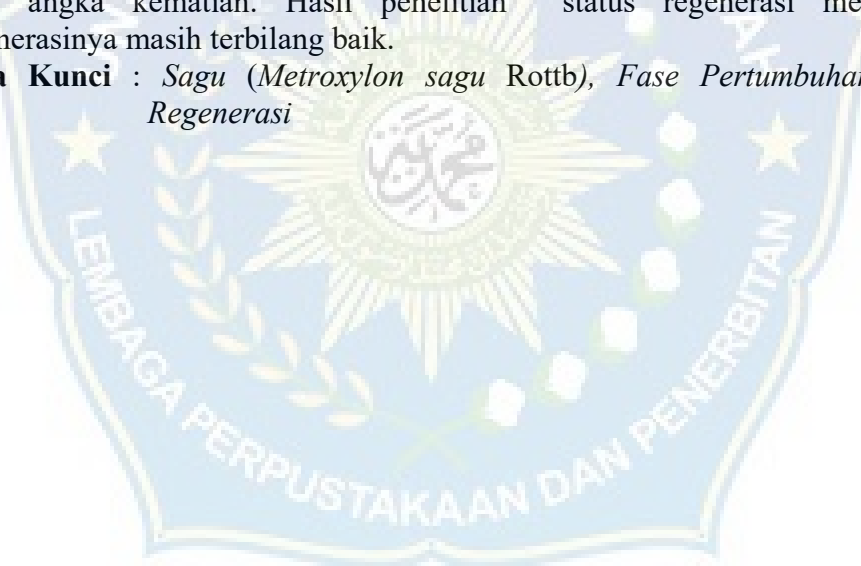 angka kematian. Hasil penelitian status regenerasi me
nerasinya masih terbilang baik.
a Kunci : Sagu (Metroxylon sagu Rottb), Fase Pertumbuhan
Regenerasi
LEMBAGA PERPUSTAKAAN DAN PENERBITAN